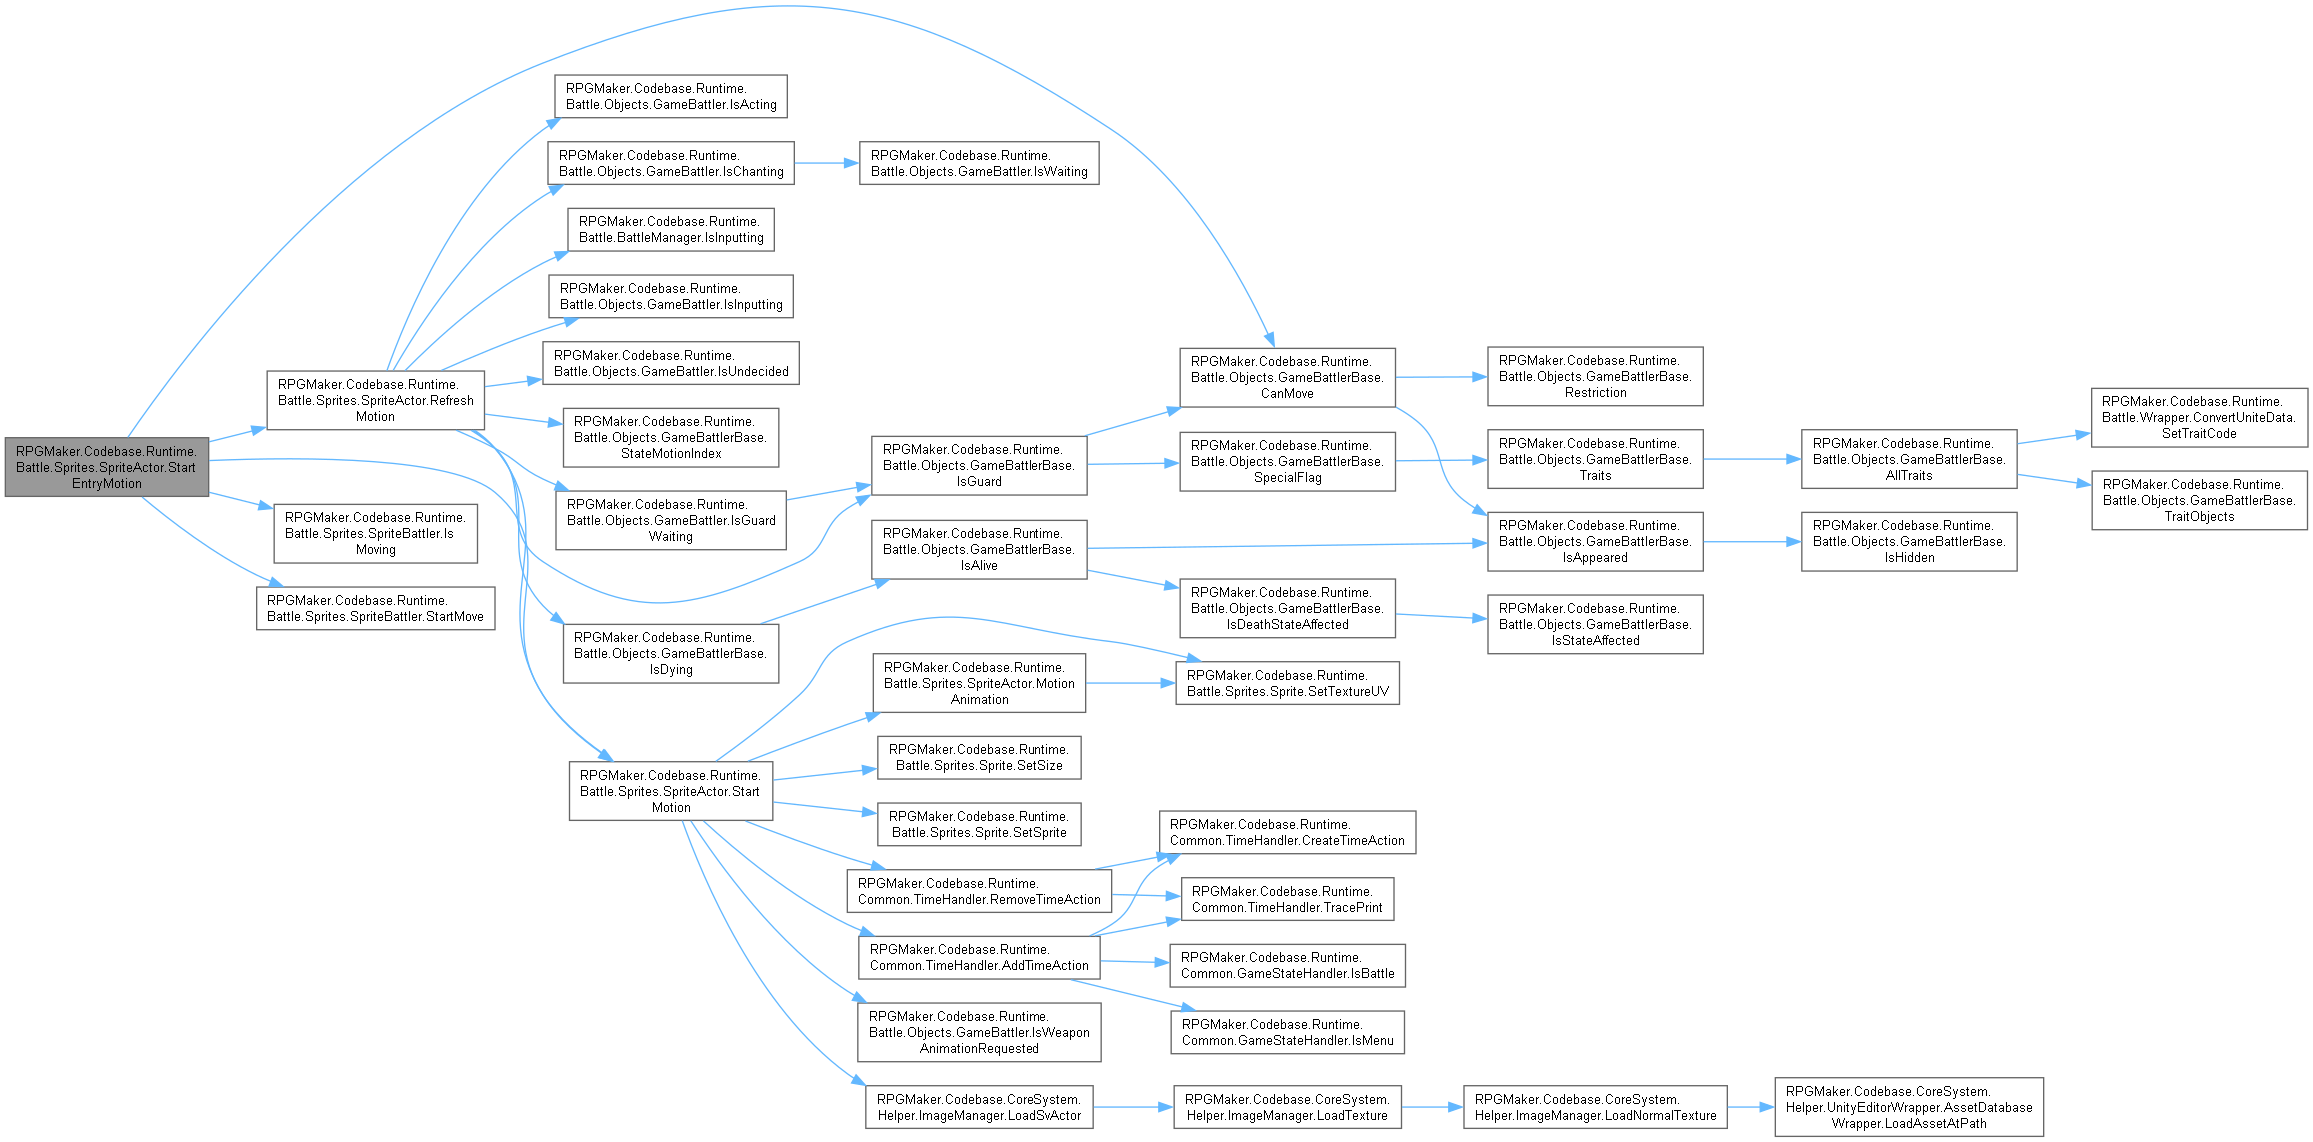 RPGMaker.Codebase.Runtime.
Battle.Sprites.SpriteActor.Start
EntryMotion
RPGMaker.Codebase.Runtime.
Battle.Sprites.SpriteActor.Refresh
Motion
RPGMaker.Codebase.Runtime.
Battle.Sprites.SpriteBattler.Is
Moving
RPGMaker.Codebase.Runtime.
Battle.Sprites.SpriteBattler.StartMove
RPGMaker.Codebase.Runtime.
Battle.Objects.GameBattler.IsActing
RPGMaker.Codebase.Runtime.
Battle.Objects.GameBattler.IsChanting
RPGMaker.Codebase.Runtime.
Battle.BattleManager.IsInputting
RPGMaker.Codebase.Runtime.
Battle.Objects.GameBattler.IsInputting
RPGMaker.Codebase.Runtime.
Battle.Objects.GameBattler.IsUndecided
RPGMaker.Codebase.Runtime.
Battle.Objects.GameBattlerBase.
StateMotionIndex
RPGMaker.Codebase.Runtime.
Battle.Objects.GameBattler.IsGuard
Waiting
RPGMaker.Codebase.Runtime.
Battle.Objects.GameBattlerBase.
IsDying
RPGMaker.Codebase.Runtime.
Battle.Sprites.SpriteActor.Start
Motion
RPGMaker.Codebase.Runtime.
Battle.Objects.GameBattler.IsWaiting
RPGMaker.Codebase.Runtime.
Battle.Objects.GameBattlerBase.
IsGuard
RPGMaker.Codebase.Runtime.
Battle.Objects.GameBattlerBase.
IsAlive
RPGMaker.Codebase.Runtime.
Battle.Sprites.SpriteActor.Motion
Animation
RPGMaker.Codebase.Runtime.
Battle.Sprites.Sprite.SetSize
RPGMaker.Codebase.Runtime.
Battle.Sprites.Sprite.SetSprite
RPGMaker.Codebase.Runtime.
Common.TimeHandler.RemoveTimeAction
RPGMaker.Codebase.Runtime.
Common.TimeHandler.AddTimeAction
RPGMaker.Codebase.Runtime.
Battle.Objects.GameBattler.IsWeapon
AnimationRequested
RPGMaker.Codebase.CoreSystem.
Helper.ImageManager.LoadSvActor
RPGMaker.Codebase.Runtime.
Battle.Objects.GameBattlerBase.
CanMove
RPGMaker.Codebase.Runtime.
Battle.Objects.GameBattlerBase.
SpecialFlag
RPGMaker.Codebase.Runtime.
Battle.Objects.GameBattlerBase.
IsDeathStateAffected
RPGMaker.Codebase.Runtime.
Battle.Sprites.Sprite.SetTextureUV
RPGMaker.Codebase.Runtime.
Common.TimeHandler.CreateTimeAction
RPGMaker.Codebase.Runtime.
Common.TimeHandler.TracePrint
RPGMaker.Codebase.Runtime.
Common.GameStateHandler.IsBattle
RPGMaker.Codebase.Runtime.
Common.GameStateHandler.IsMenu
RPGMaker.Codebase.CoreSystem.
Helper.ImageManager.LoadTexture
RPGMaker.Codebase.Runtime.
Battle.Objects.GameBattlerBase.
Restriction
RPGMaker.Codebase.Runtime.
Battle.Objects.GameBattlerBase.
Traits
RPGMaker.Codebase.Runtime.
Battle.Objects.GameBattlerBase.
IsAppeared
RPGMaker.Codebase.Runtime.
Battle.Objects.GameBattlerBase.
IsStateAffected
RPGMaker.Codebase.CoreSystem.
Helper.ImageManager.LoadNormalTexture
RPGMaker.Codebase.Runtime.
Battle.Objects.GameBattlerBase.
AllTraits
RPGMaker.Codebase.Runtime.
Battle.Objects.GameBattlerBase.
IsHidden
RPGMaker.Codebase.CoreSystem.
Helper.UnityEditorWrapper.AssetDatabase
Wrapper.LoadAssetAtPath
RPGMaker.Codebase.Runtime.
Battle.Wrapper.ConvertUniteData.
SetTraitCode
RPGMaker.Codebase.Runtime.
Battle.Objects.GameBattlerBase.
TraitObjects